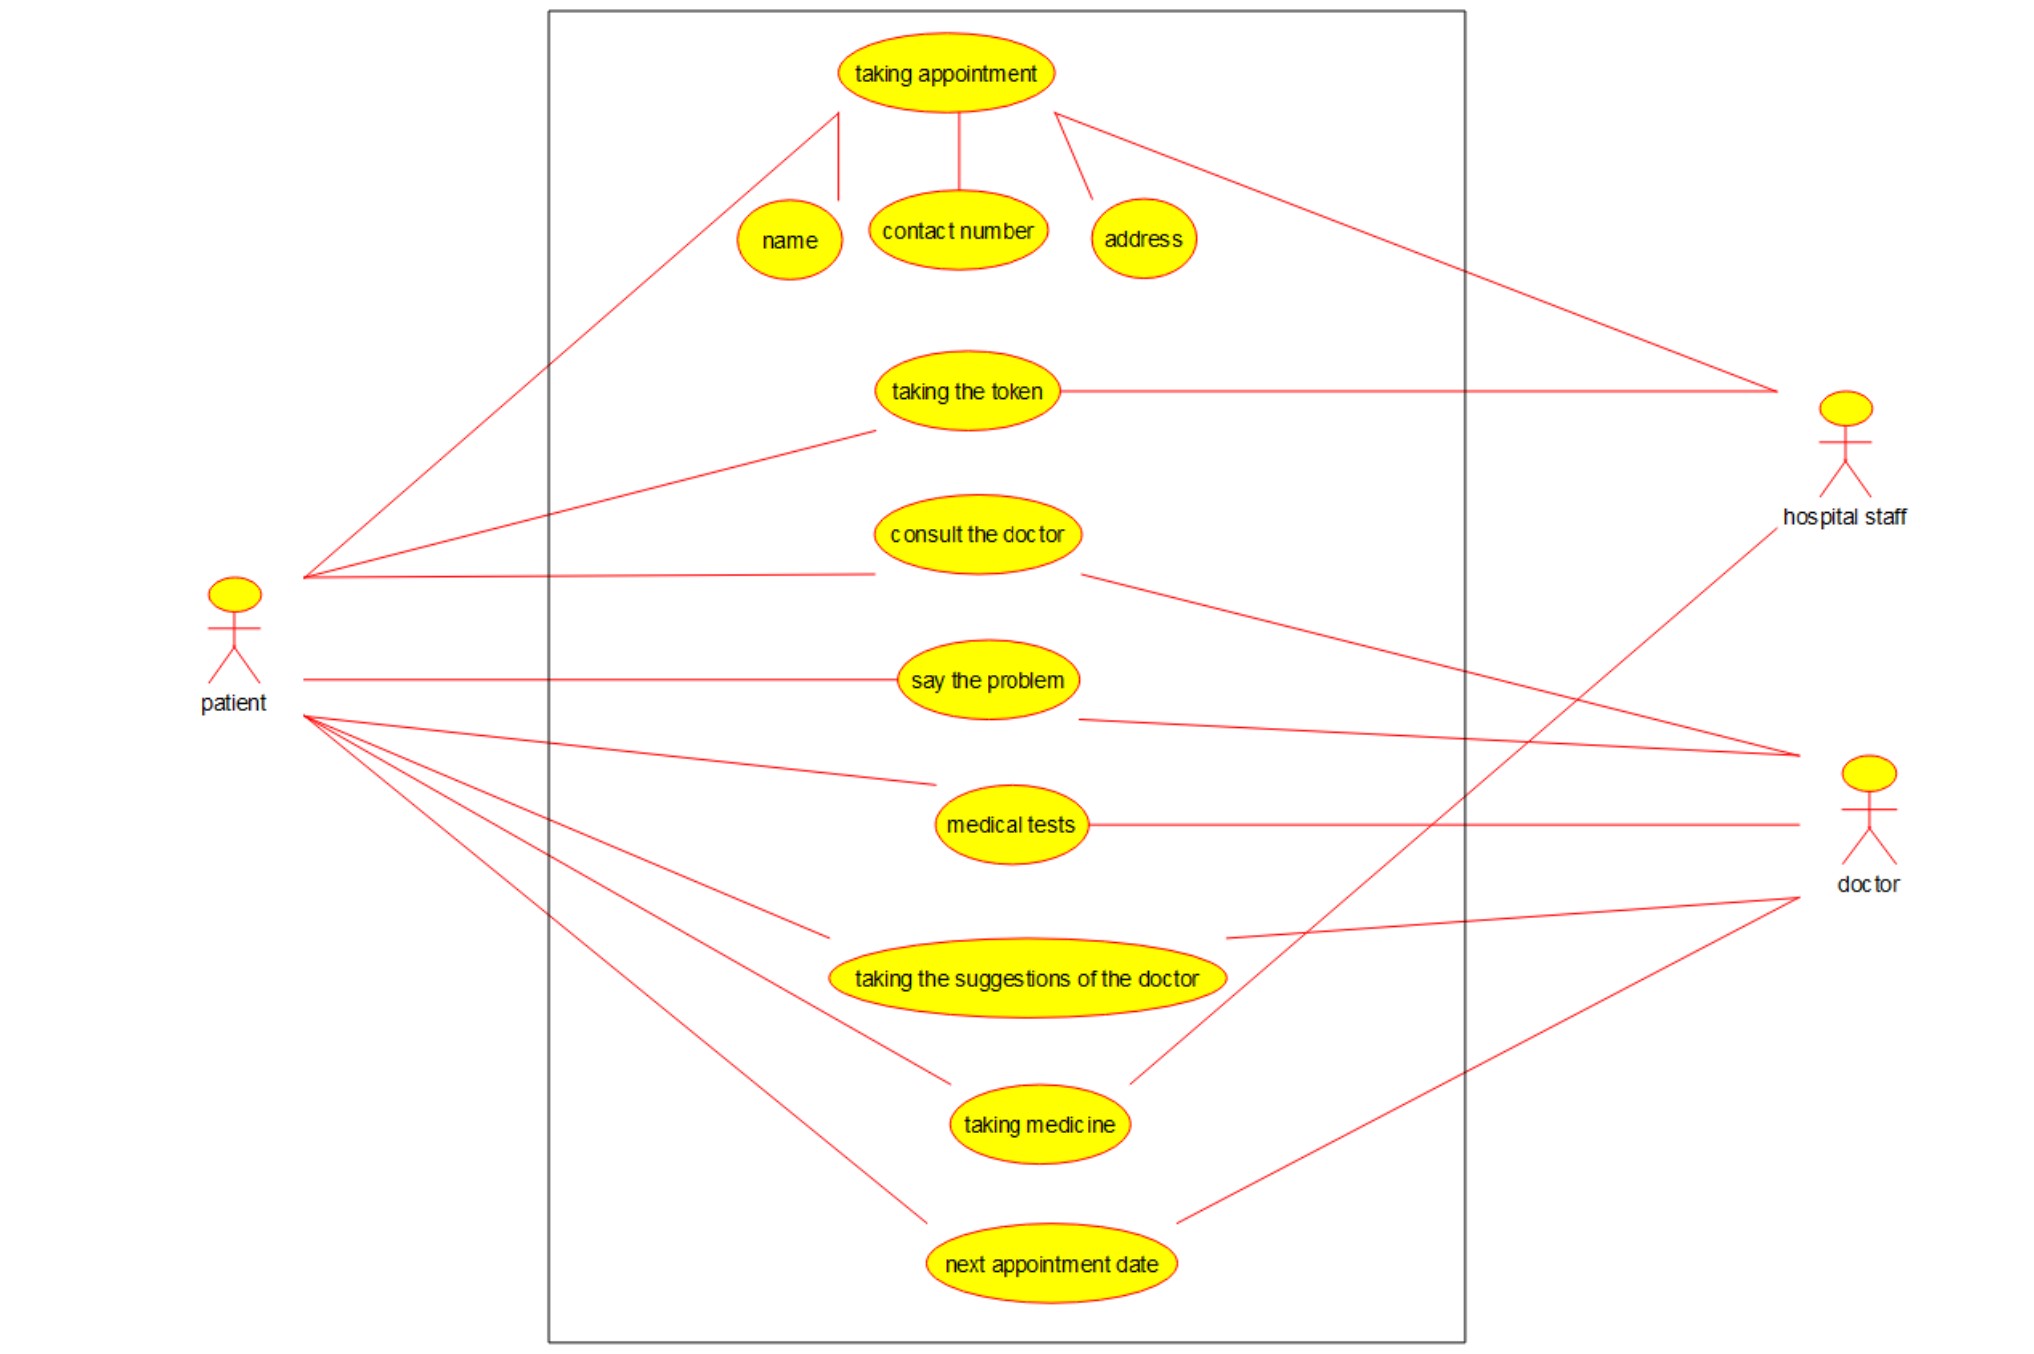 taking appointment
name
contact number
address
taking the token
consult the doctor
hospital staff
say the problem
patient
medical tests
doctor
taking the suggestions of the doctor
taking medicine
next appointment date